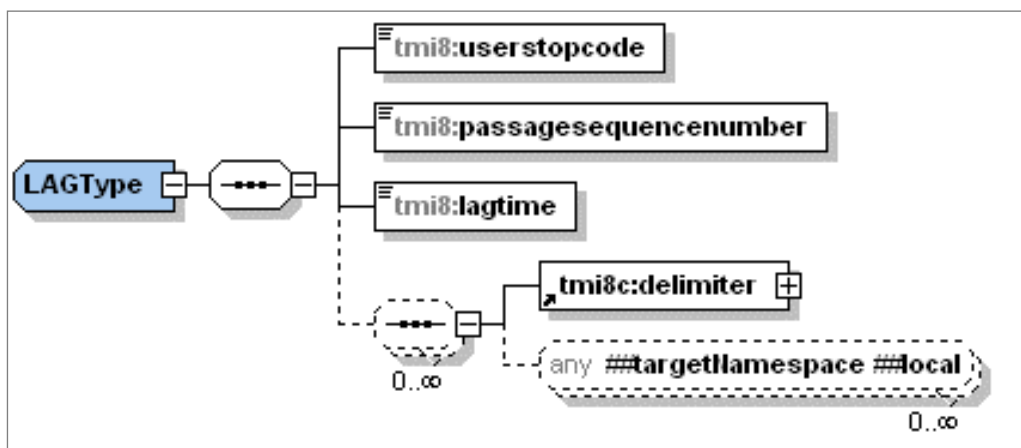 tmi8:userstopcode
tmi8:passagesequencenumber
LAGType
tmi8:lagtime
tmi8c:delimiter
any ##targetNamespace ##local
0..∞
0..∞